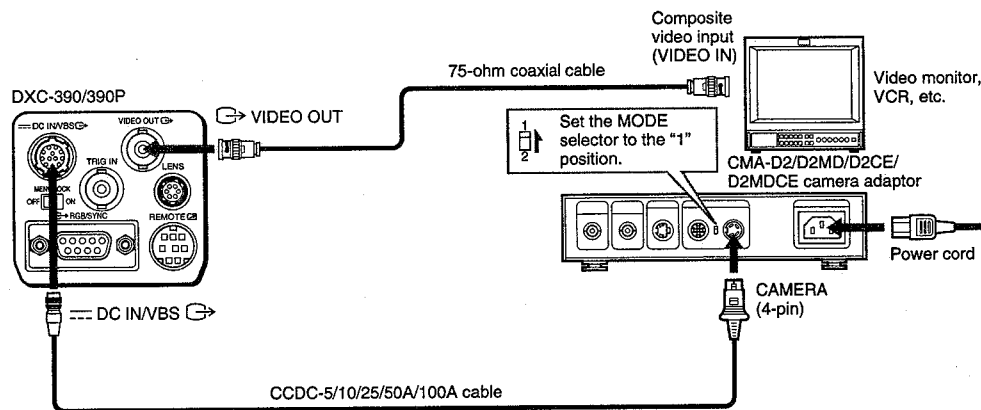 Composite
video input
(VIDEO IN)
75-ohm coaxial cable
Video monitor,
VCR, etc.
DXC-390/390P
DC IN/VBS
VIDEO OUT
VIDEO OUT
TRIG IN
LENS
MENU LOCK
OFF
ON
RGB/SYNC
REMOTE
1
2
Set the MODE
selector to the “1”
position.
CMA-D2/D2MD/D2CE/
D2MDCE camera adaptor
Power cord
DC IN/VBS
CAMERA
(4-pin)
CCDC-5/10/25/50A/100A cable